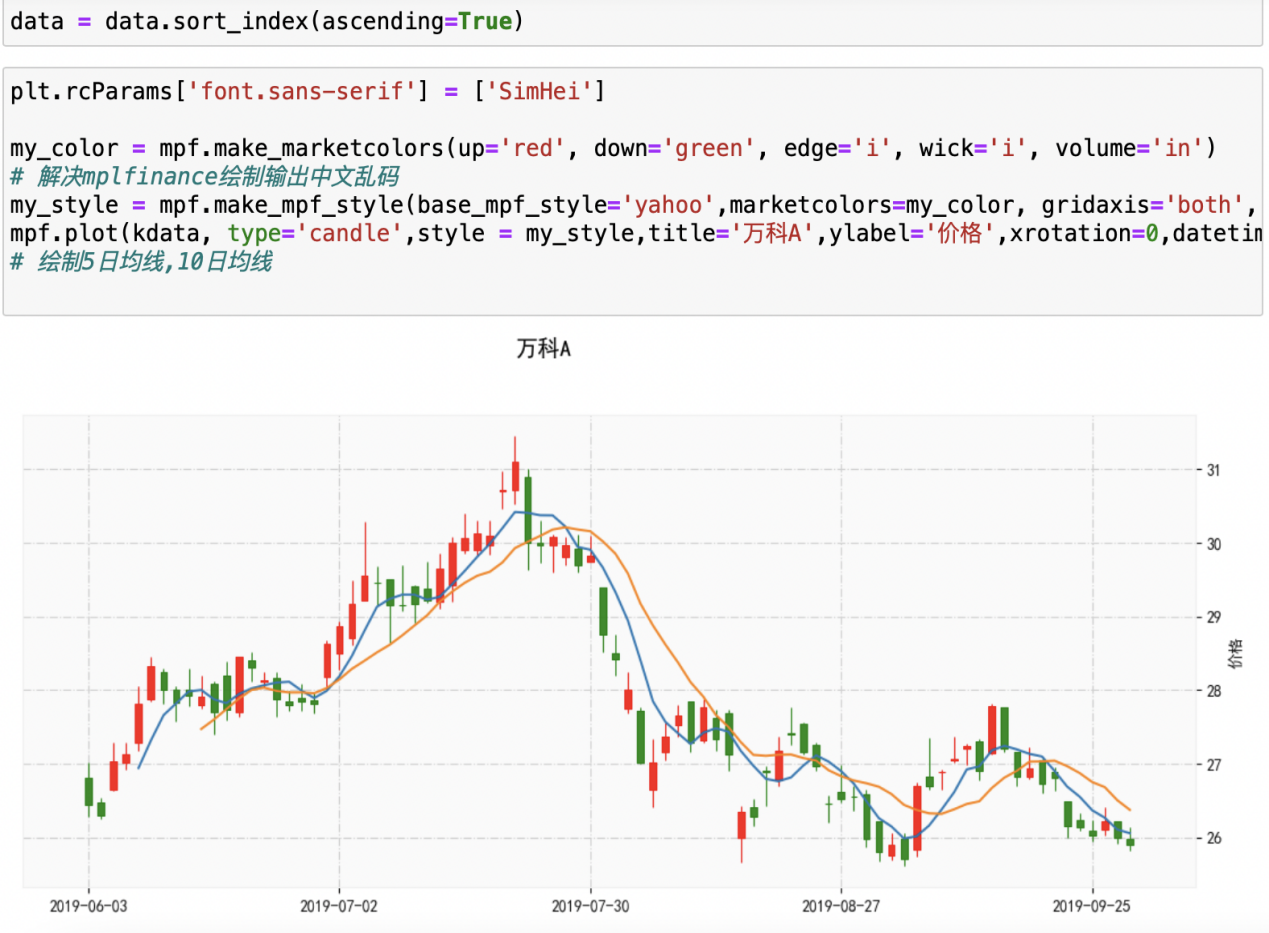 data = data.sort_index(ascending=True)
plt.rcParams['font.sans-serif'] = ['SimHei']
my_color = mpf.make_marketcolors(up='red', down='green', edge='i', wick='i', volume='in')
# 解决mplfinance绘制输出中文乱码
my_style = mpf.make_mpf_style(base_mpf_style='yahoo',marketcolors=my_color, gridaxis='both',
mpf.plot(kdata, type='candle',style = my_style,title='万科A',ylabel='价格',xrotation=0,datetim
# 绘制5日均线,10日均线
万科A
31
30
29
价格
28
27
26
2019-06-03 2019-07-02 2019-07-30 2019-08-27 2019-09-25